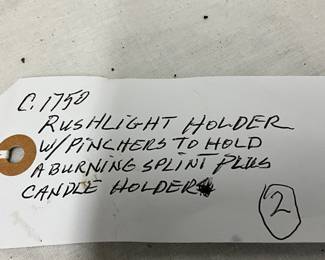 C. 1750
RUSHLIGHT HOLDER
W/PINCHERS TO HOLD
A BURNING SPLINT PLUS
CANDLE HOLDER
2